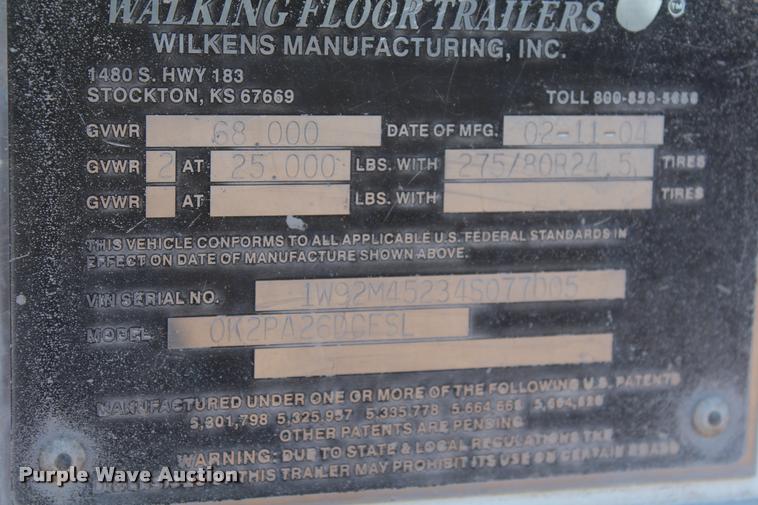 WALKING FLOOR TRAILERS ™
WILKENS MANUFACTURING, INC.
1480 S. HWY 183
STOCKTON, KS 67669 TOLL
GVWR 68 000 DATE OF MFG. 02-11-04
GVWR 2 AT 25 000 LBS. WITH 275/80R24.5 TIRES
GVWR AT LBS. WITH TIRES
THIS VEHICLE CONFORMS TO ALL APPLICABLE U.S. FEDERAL STANDARDS IN
EFFECT ON DATE OF MANUFACTURE SHOWN ABOVE.
VIN SERIAL NO. 1W92M45234S077005
MODEL
MANUFACTURED UNDER ONE OR MORE OF THE FOLLOWING U.S. PATENTS
5,301,798 5,325,957 5,335,778
OTHER PATENTS ARE PENDING
WARNING: DUE TO STATE & LOCAL REGULATIONS THE
THIS TRAILER MAY PROHIBIT ITS USE ON CERTAIN ROADS
Purple Wave Auction